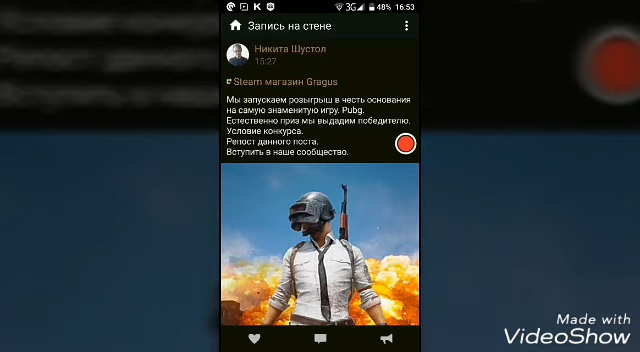 3G 48% 16:53
Запись на стене
Никита Шустол
15:27
Steam магазин Gragus
Мы запускаем розыгрыш в честь основания
на самую знаменитую игру. Pubg.
Естественно приз мы выдадим победителю.
Условие конкурса.
Репост данного поста.
Вступить в наше сообщество.
Made with
VideoShow